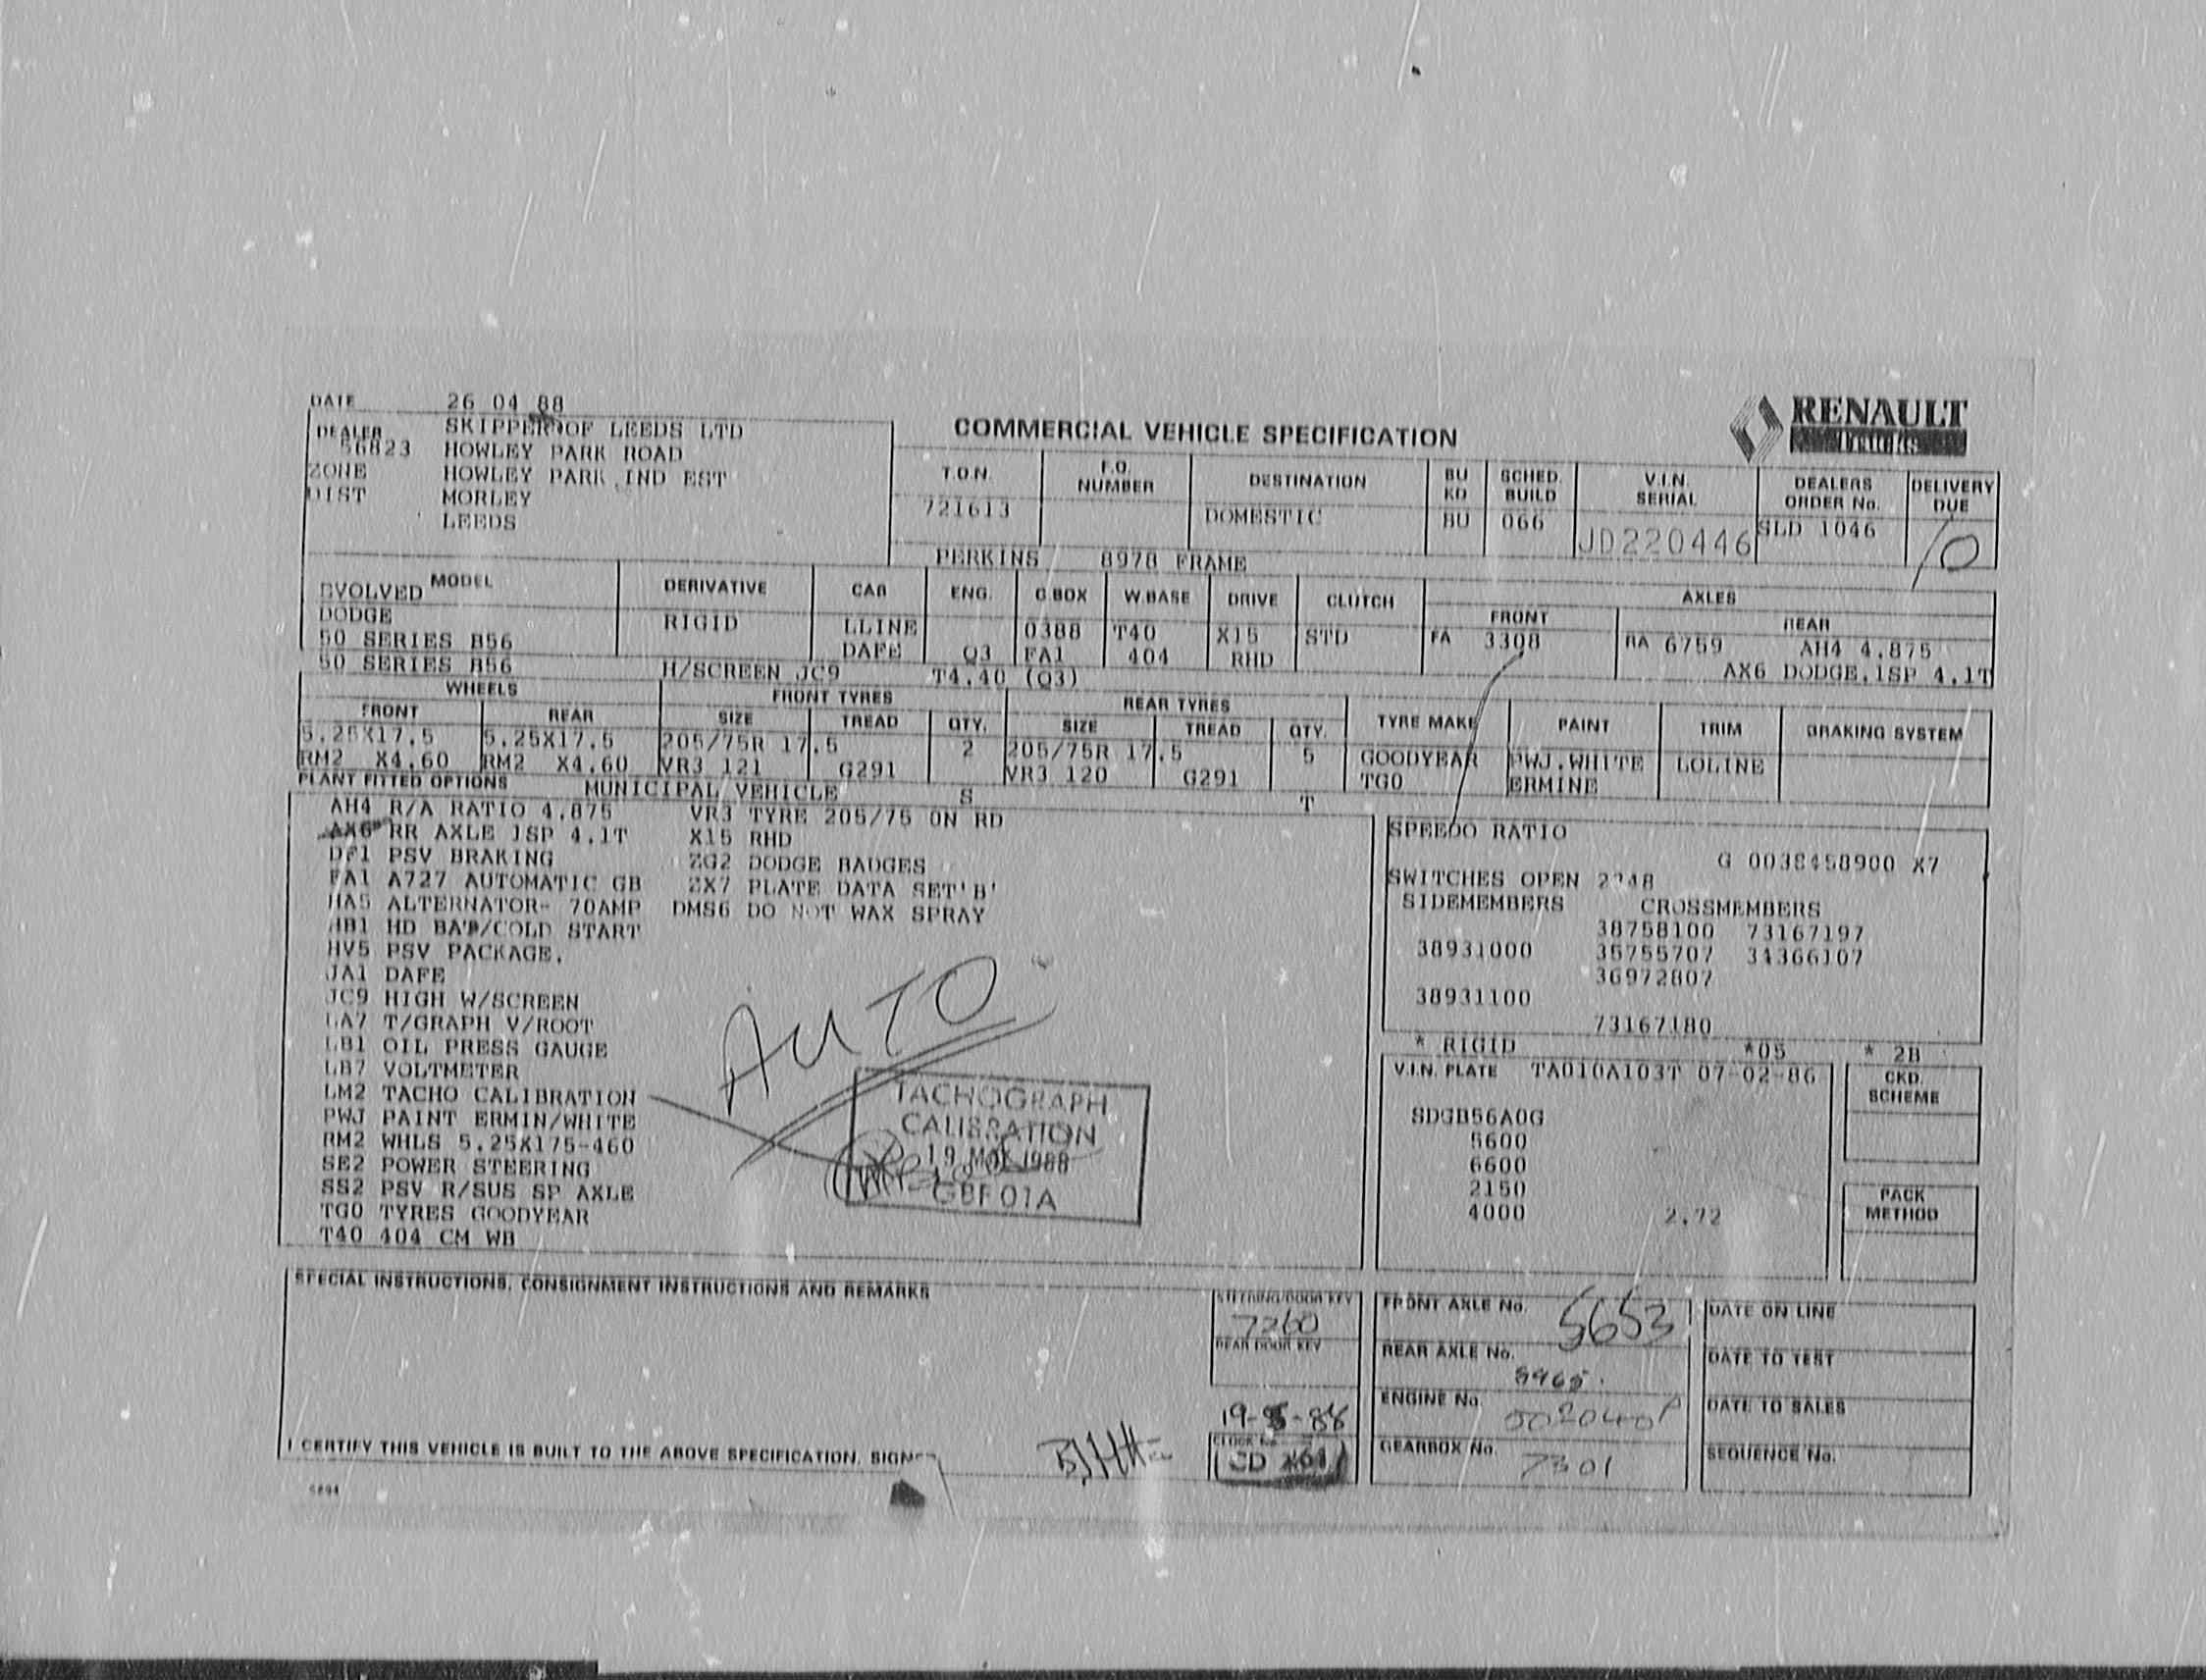 DATE 26 04 88
DEALER SKIPPER OF LEEDS LTD
56823 HOWLEY PARK ROAD
ZONE HOWLEY PARK IND EST
DIST MORLEY
LEEDS
COMMERCIAL VEHICLE SPECIFICATION
RENAULT
Trucks
T.O.N. F.O. NUMBER DESTINATION BU KD SCHED. BUILD V.I.N. SERIAL DEALERS ORDER No. DELIVERY DUE
721613 DOMESTIC BU 066 JD220446 SLD 1046 10
PERKINS 8978 FRAME
MODEL DERIVATIVE CAB ENG. G.BOX W.BASE DRIVE CLUTCH AXLES
FRONT REAR
EVOLVED
DODGE RIGID LLINE 0388 T40 X15 STD FA 3308 RA 6759 AH4 4.875
50 SERIES B56 DAFE Q3 FA1 404 RHD AX6 DODGE.1SP 4.1T
50 SERIES B56 H/SCREEN JC9 T4.40 (Q3)
WHEELS FRONT TYRES REAR TYRES TYRE MAKE PAINT TRIM BRAKING SYSTEM
FRONT REAR SIZE TREAD QTY. SIZE TREAD QTY.
5.25X17.5 5.25X17.5 205/75R 17.5 2 205/75R 17.5 5 GOODYEAR PWJ.WHITE LOLINE
RM2 X4.60 RM2 X4.60 VR3 121 G291 VR3 120 G291 TGO ERMINE
PLANT FITTED OPTIONS MUNICIPAL VEHICLE S T
AH4 R/A RATIO 4.875 VR3 TYRE 205/75 ON RD
AX6 RR AXLE 1SP 4.1T X15 RHD
DF1 PSV BRAKING ZG2 DODGE BADGES
FA1 A727 AUTOMATIC GB ZX7 PLATE DATA SET'B'
HA5 ALTERNATOR- 70AMP DMS6 DO NOT WAX SPRAY
HB1 HD BAT/COLD START
HV5 PSV PACKAGE.
JA1 DAFE
JC9 HIGH W/SCREEN
LA7 T/GRAPH V/ROOT
LB1 OIL PRESS GAUGE
LB7 VOLTMETER
LM2 TACHO CALIBRATION
PWJ PAINT ERMIN/WHITE
RM2 WHLS 5.25X175-460
SE2 POWER STEERING
SS2 PSV R/SUS SP AXLE
TGO TYRES GOODYEAR
T40 404 CM WB
AUTO
TACHOGRAPH
CALIBRATION
19 MAY 1988
GBF01A
SPEEDO RATIO
G 0038458900 X7
SWITCHES OPEN 2248
SIDEMEMBERS CROSSMEMBERS
38758100 73167197
38931000 35755707 34366107
36972807
38931100
73167180
* RIGID *05 * 2B
V.I.N. PLATE TA010A103T 07-02-86
SDGB56A0G
5600
6600
2150
4000 2.72
CKD. SCHEME
PACK METHOD
SPECIAL INSTRUCTIONS, CONSIGNMENT INSTRUCTIONS AND REMARKS
STEERING/DOOR KEY
7260
REAR DOOR KEY
19-5-88
CLOCK No.
CD
FRONT AXLE No. 5653
REAR AXLE No.
ENGINE No.
GEARBOX No. 7301
DATE ON LINE
DATE TO TEST
DATE TO SALES
SEQUENCE No.
I CERTIFY THIS VEHICLE IS BUILT TO THE ABOVE SPECIFICATION.